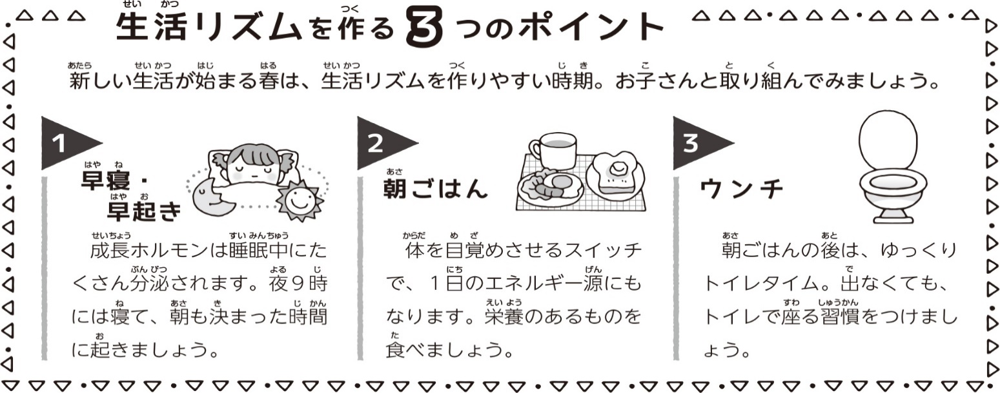 生活リズムを作る3つのポイント
新しい生活が始まる春は、生活リズムを作りやすい時期。お子さんと取り組んでみましょう。
1
早寝・
早起き
成長ホルモンは睡眠中にた
くさん分泌されます。夜9時
には寝て、朝も決まった時間
に起きましょう。
2
朝ごはん
体を目覚めさせるスイッチ
で、1日のエネルギー源にも
なります。栄養のあるものを
食べましょう。
3
ウンチ
朝ごはんの後は、ゆっくり
トイレタイム。出なくても、
トイレで座る習慣をつけまし
ょう。